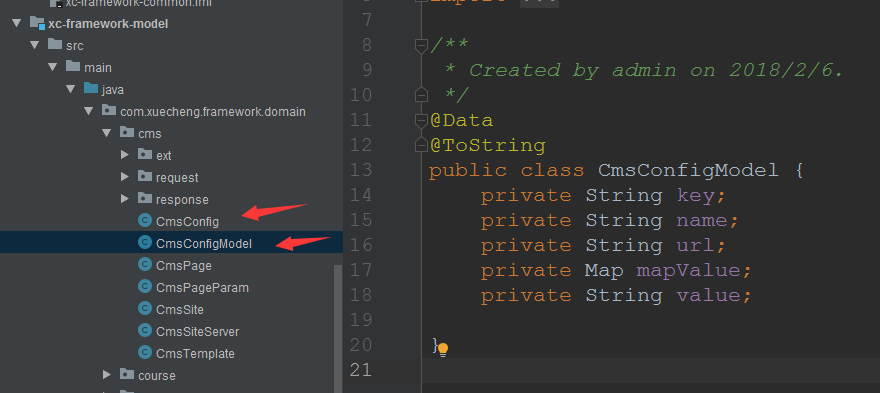 xc-framework-common.iml
xc-framework-model
src
main
java
com.xuecheng.framework.domain
cms
ext
request
response
CmsConfig
CmsConfigModel
CmsPage
CmsPageParam
CmsSite
CmsSiteServer
CmsTemplate
course
6 import ...
7
8 /**
9 * Created by admin on 2018/2/6.
10 */
11 @Data
12 @ToString
13 public class CmsConfigModel {
14 private String key;
15 private String name;
16 private String url;
17 private Map mapValue;
18 private String value;
19
20 }
21